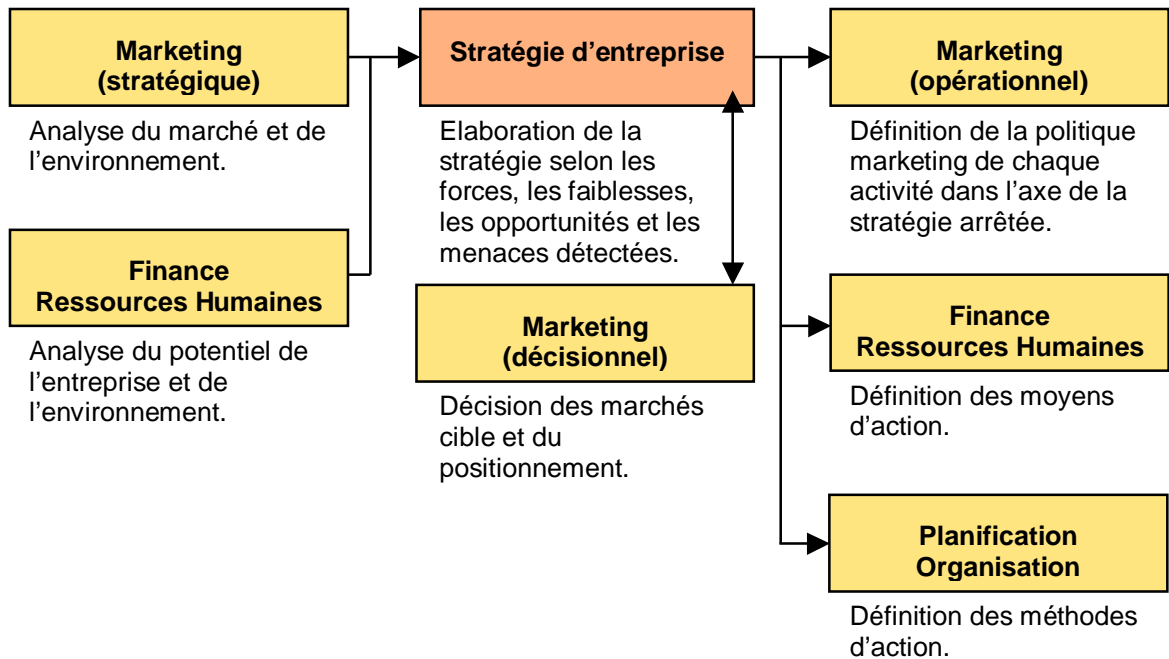 Marketing
(stratégique)
Analyse du marché et de
l'environnement.
Finance
Ressources Humaines
Analyse du potentiel de
l'entreprise et de
l'environnement.
Stratégie d'entreprise
Elaboration de la
stratégie selon les
forces, les faiblesses,
les opportunités et les
menaces détectées.
Marketing
(décisionnel)
Décision des marchés
cible et du
positionnement.
Marketing
(opérationnel)
Définition de la politique
marketing de chaque
activité dans l'axe de la
stratégie arrêtée.
Finance
Ressources Humaines
Définition des moyens
d'action.
Planification
Organisation
Définition des méthodes
d'action.